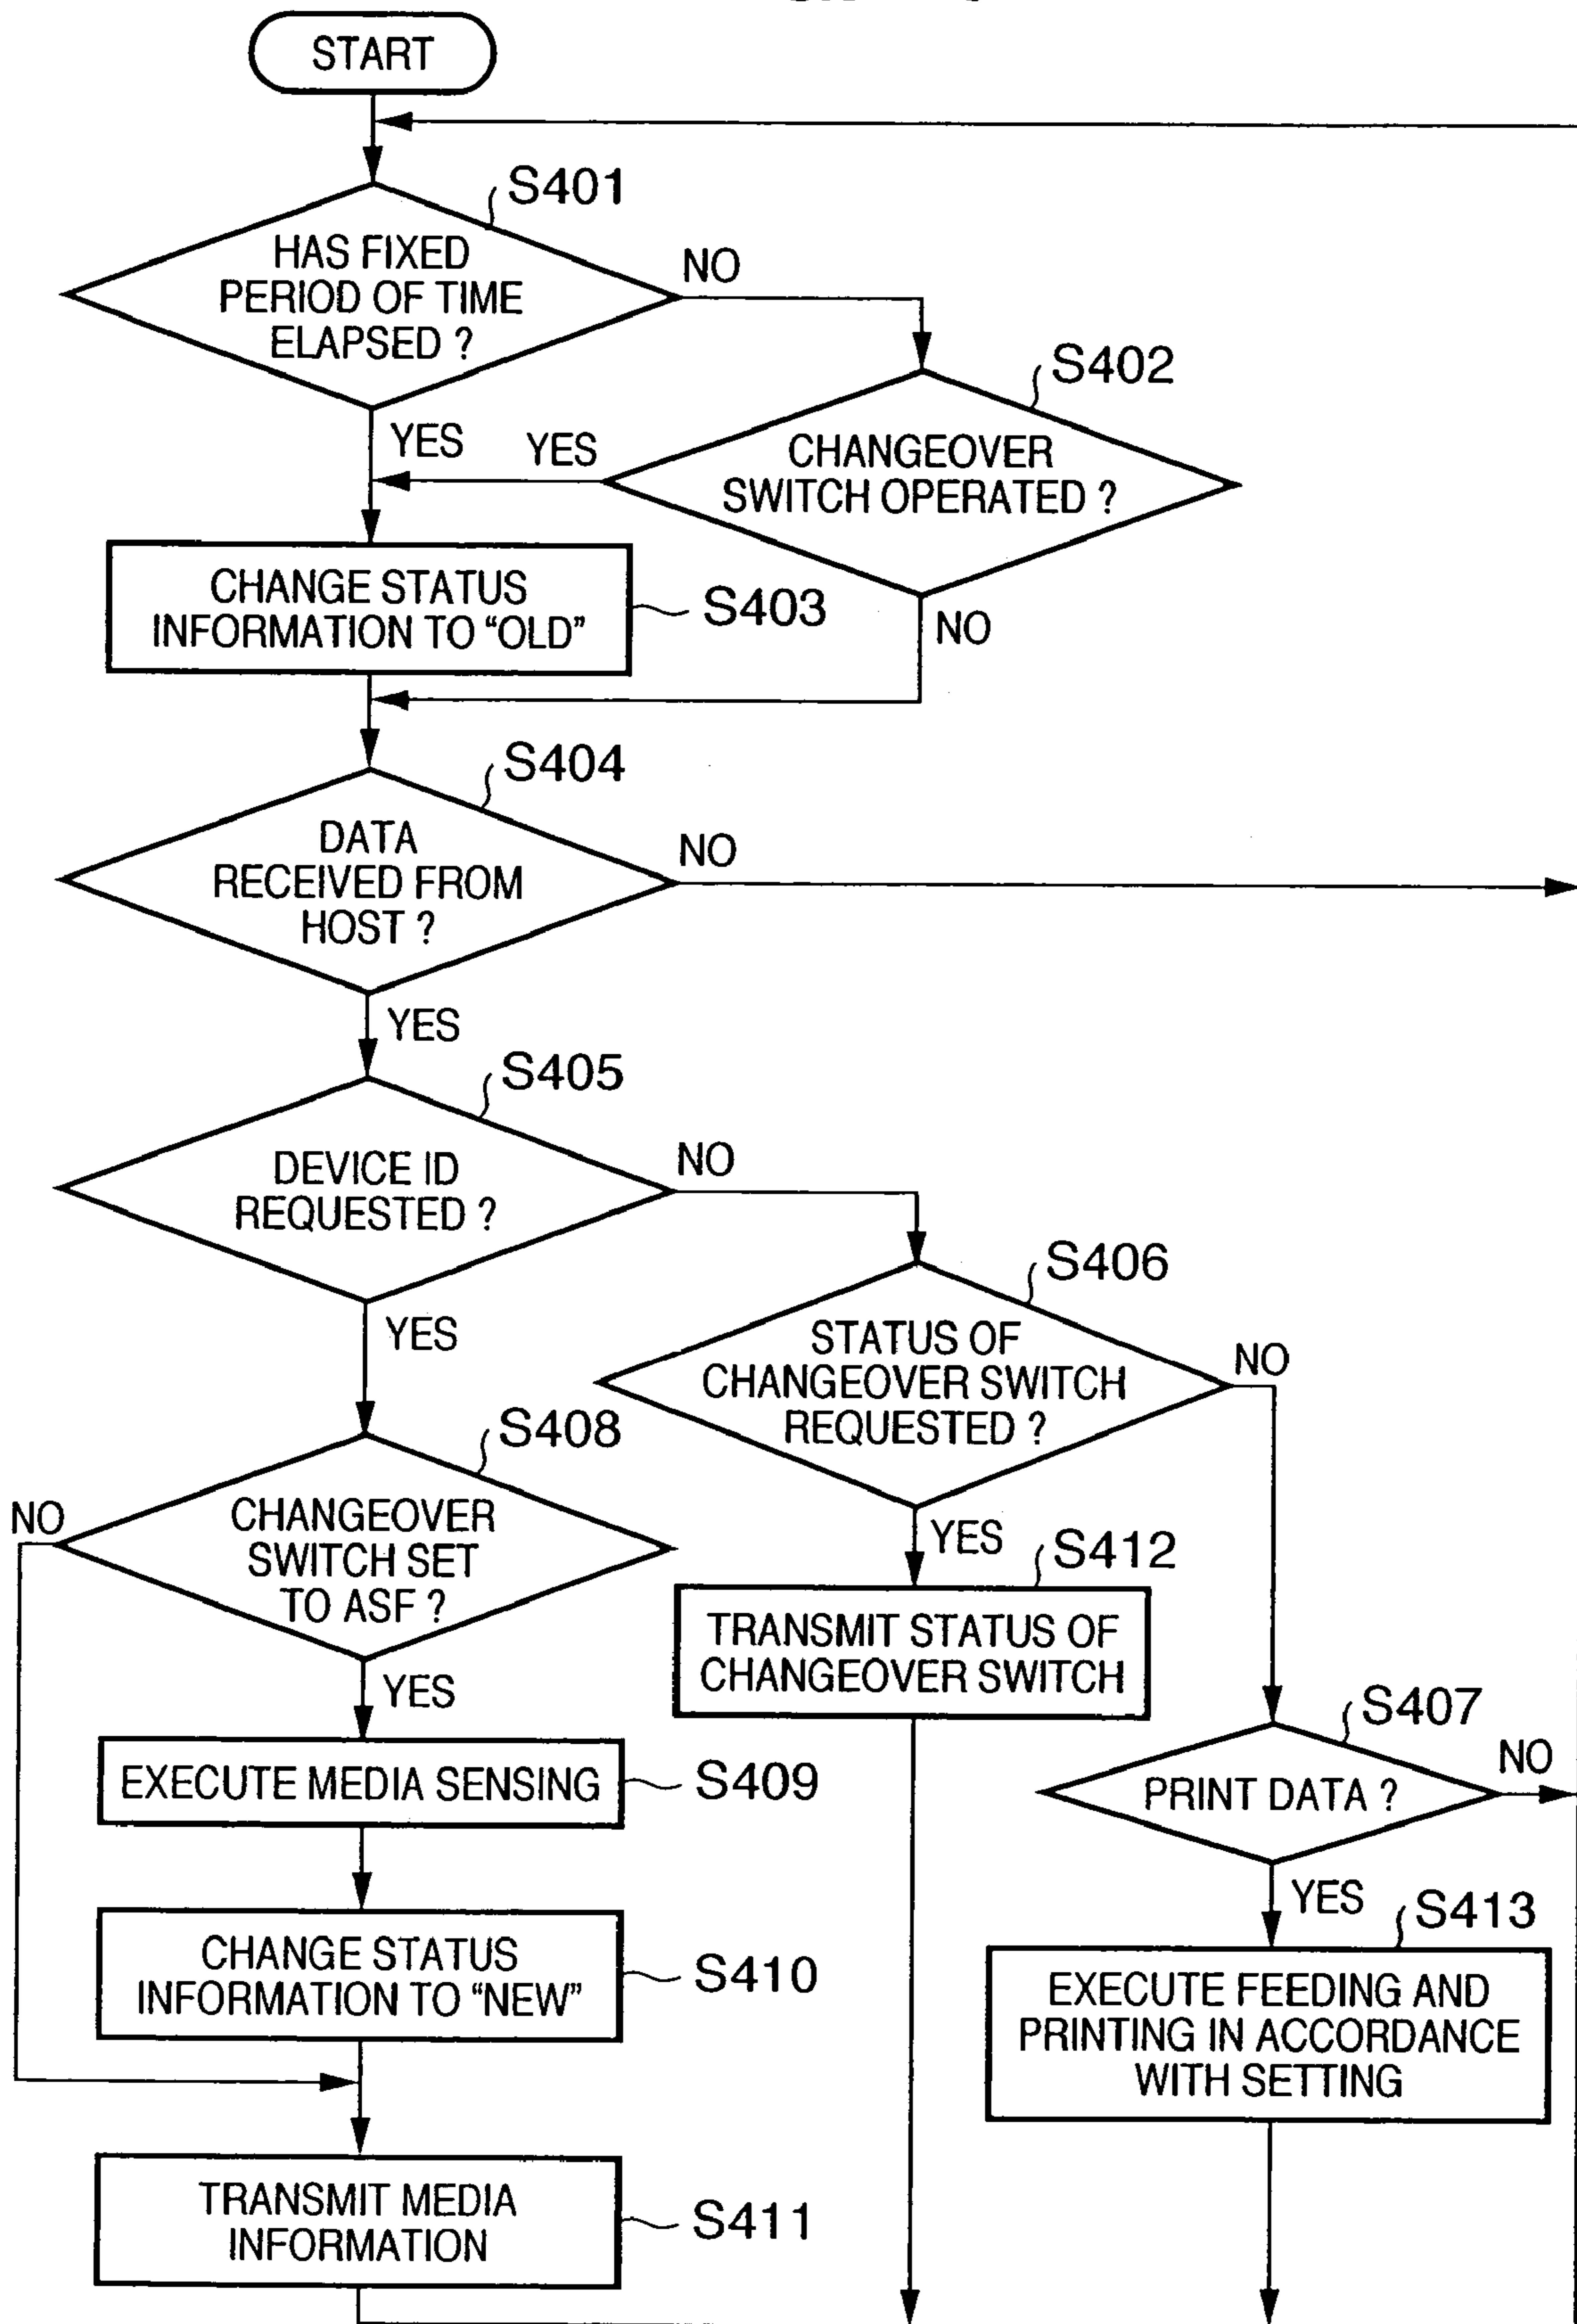 START
S401
HAS FIXED
PERIOD OF TIME
ELAPSED ?
NO
S402
CHANGEOVER
SWITCH OPERATED ?
YES
YES
NO
CHANGE STATUS
INFORMATION TO “OLD”
S403
S404
DATA
RECEIVED FROM
HOST ?
NO
YES
S405
DEVICE ID
REQUESTED ?
NO
YES
S406
STATUS OF
CHANGEOVER SWITCH
REQUESTED ?
NO
YES
S408
CHANGEOVER
SWITCH SET
TO ASF ?
NO
YES
S412
TRANSMIT STATUS OF
CHANGEOVER SWITCH
S407
PRINT DATA ?
NO
YES
EXECUTE MEDIA SENSING
S409
CHANGE STATUS
INFORMATION TO “NEW”
S410
S413
EXECUTE FEEDING AND
PRINTING IN ACCORDANCE
WITH SETTING
TRANSMIT MEDIA
INFORMATION
S411